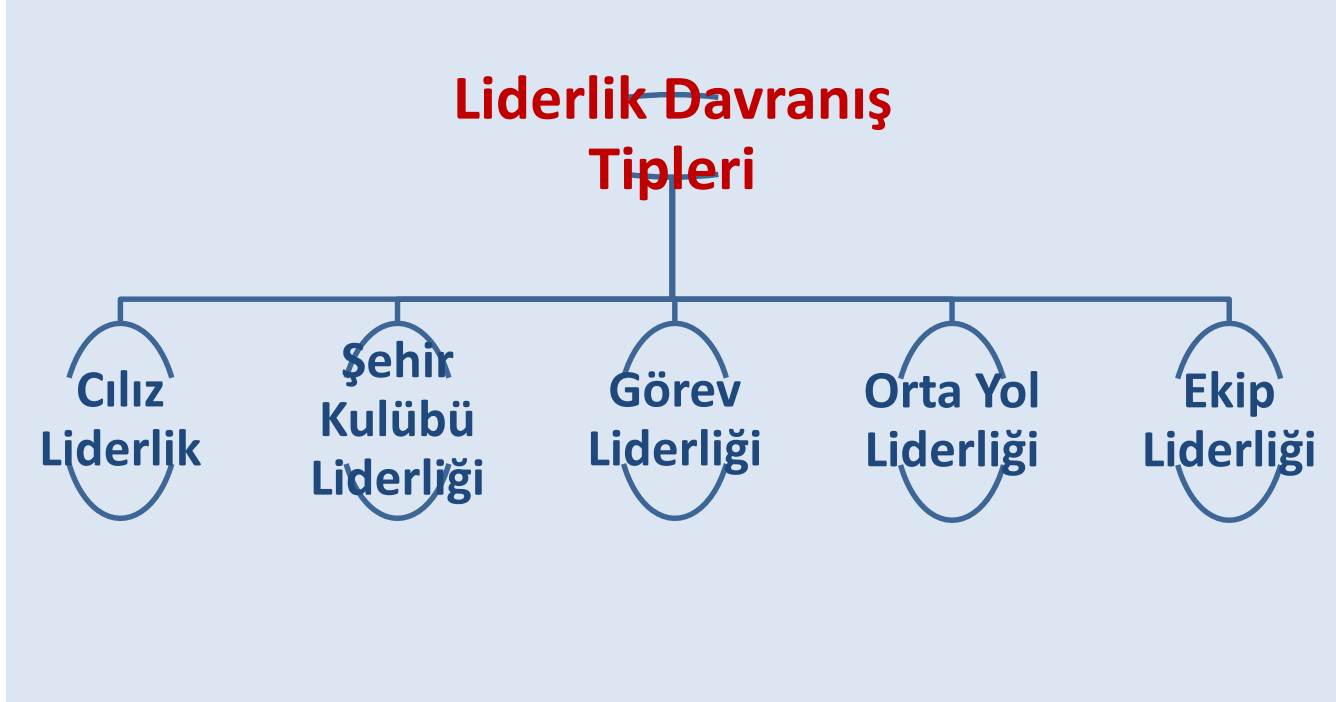 Liderlik Davranış
Tipleri
Cılız
Liderlik
Şehir
Kulübü
Liderliği
Görev
Liderliği
Orta Yol
Liderliği
Ekip
Liderliği